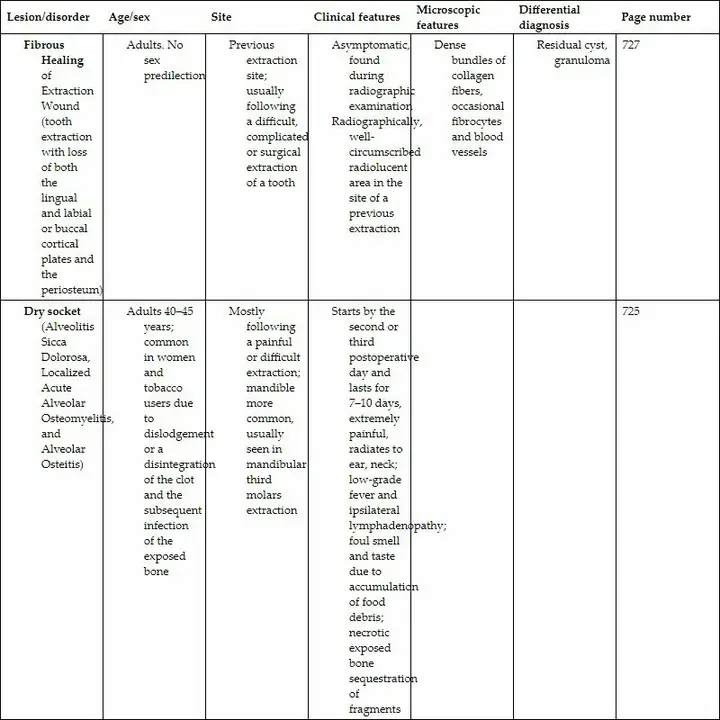 Lesion/disorder
Age/sex
Site
Clinical features
Microscopic
features
Differential
diagnosis
Page number
Fibrous
Healing
of
Extraction
Wound
(tooth
extraction
with loss
of both
the
lingual
and labial
or buccal
cortical
plates and
the
periosteum)
Adults. No
sex
predilection
Previous
extraction
site;
usually
following
a difficult,
complicated
or surgical
extraction
of a tooth
Asymptomatic,
found
during
radiographic
examination
Radiographically,
well-
circumscribed
radiolucent
area in the
site of a
previous
extraction
Dense
bundles of
collagen
fibers,
occasional
fibrocytes
and blood
vessels
Residual cyst,
granuloma
727
Dry socket
(Alveolitis
Sicca
Dolorosa,
Localized
Acute
Alveolar
Osteomyelitis,
and
Alveolar
Osteitis)
Adults 40–45
years;
common
in women
and
tobacco
users due
to
dislodgement
or a
disintegration
of the clot
and the
subsequent
infection
of the
exposed
bone
Mostly
following
a painful
or difficult
extraction;
mandible
more
common,
usually
seen in
mandibular
third
molars
extraction
Starts by the
second or
third
postoperative
day and
lasts for
7–10 days,
extremely
painful,
radiates to
ear, neck;
low-grade
fever and
ipsilateral
lymphadenopathy;
foul smell
and taste
due to
accumulation
of food
debris;
necrotic
exposed
bone
sequestration
of
fragments
725